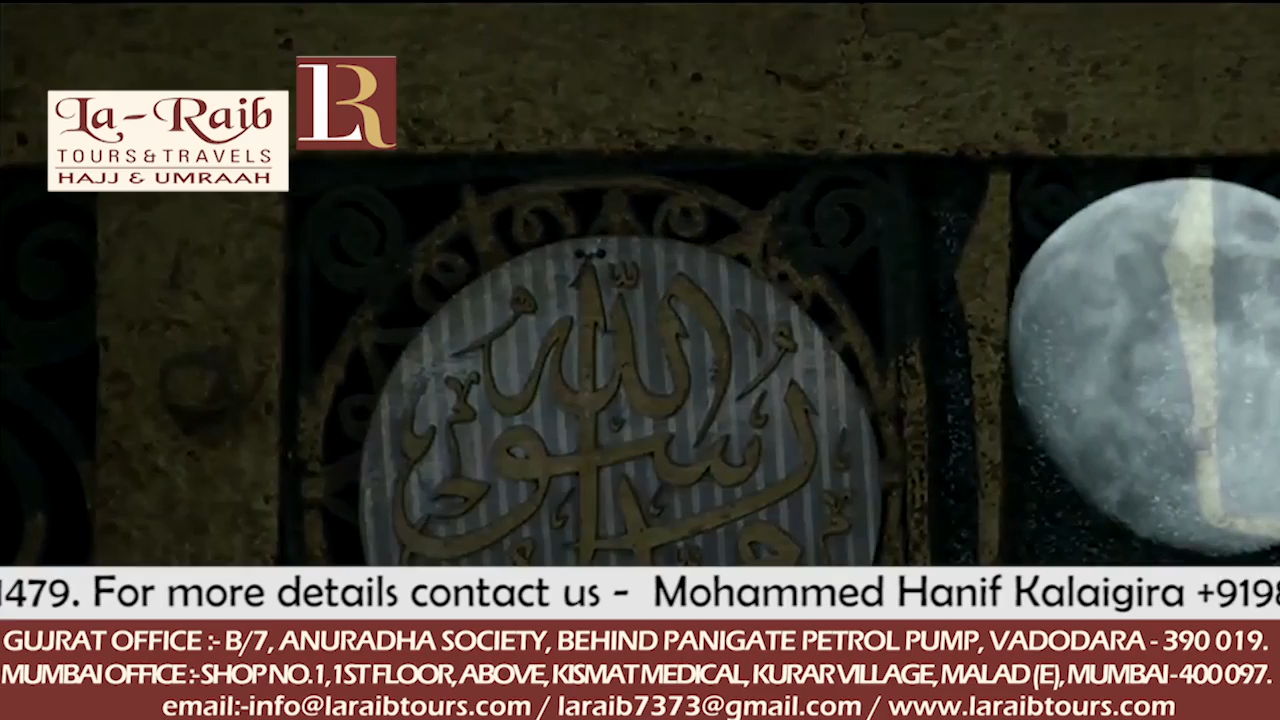 La-Raib
TOURS & TRAVELS
HAJJ & UMRAAH
LR
الله
رسول
1479. For more details contact us - Mohammed Hanif Kalaigira +919
GUJRAT OFFICE :- B/7, ANURADHA SOCIETY, BEHIND PANIGATE PETROL PUMP, VADODARA - 390 019.
MUMBAI OFFICE :- SHOP NO. 1, 1ST FLOOR, ABOVE, KISMAT MEDICAL, KURAR VILLAGE, MALAD (E), MUMBAI - 400 097.
email:-info@laraibtours.com / laraib7373@gmail.com / www.laraibtours.com